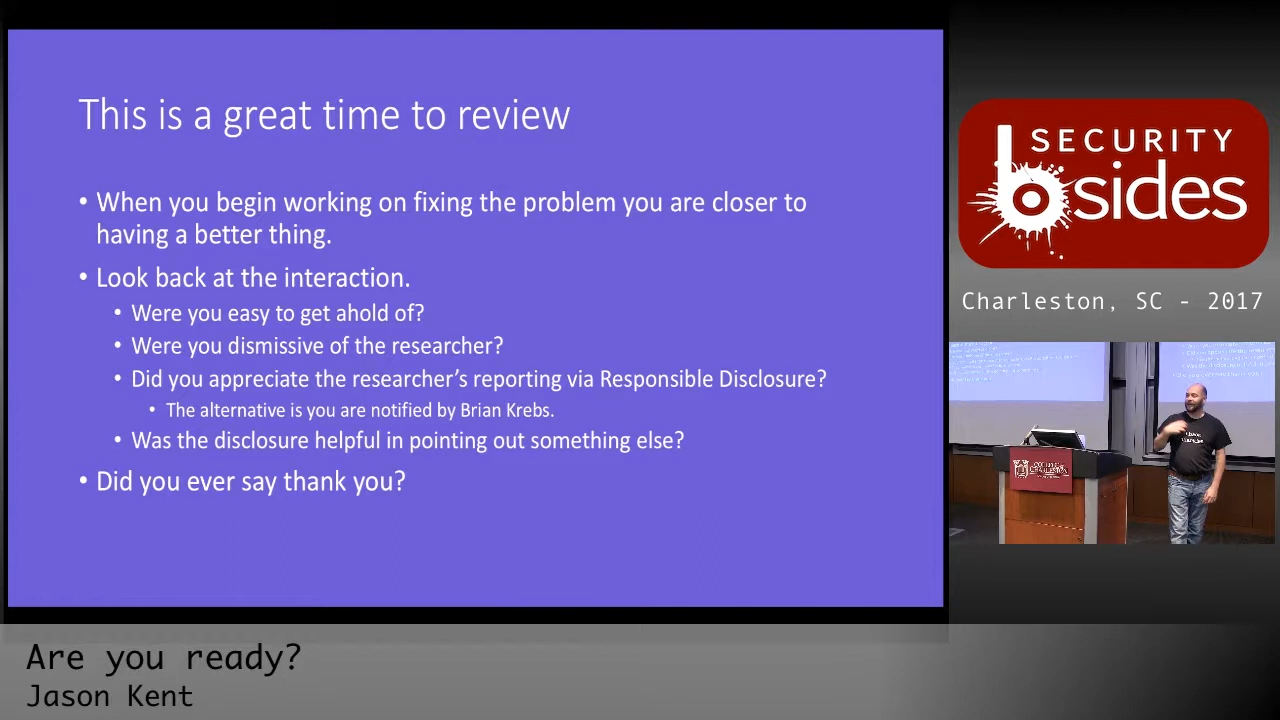 This is a great time to review
• When you begin working on fixing the problem you are closer to
having a better thing.
• Look back at the interaction.
• Were you easy to get ahold of?
• Were you dismissive of the researcher?
• Did you appreciate the researcher's reporting via Responsible Disclosure?
• The alternative is you are notified by Brian Krebs.
• Was the disclosure helpful in pointing out something else?
• Did you ever say thank you?
SECURITY
bsides
Charleston, SC - 2017
Are you ready?
Jason Kent